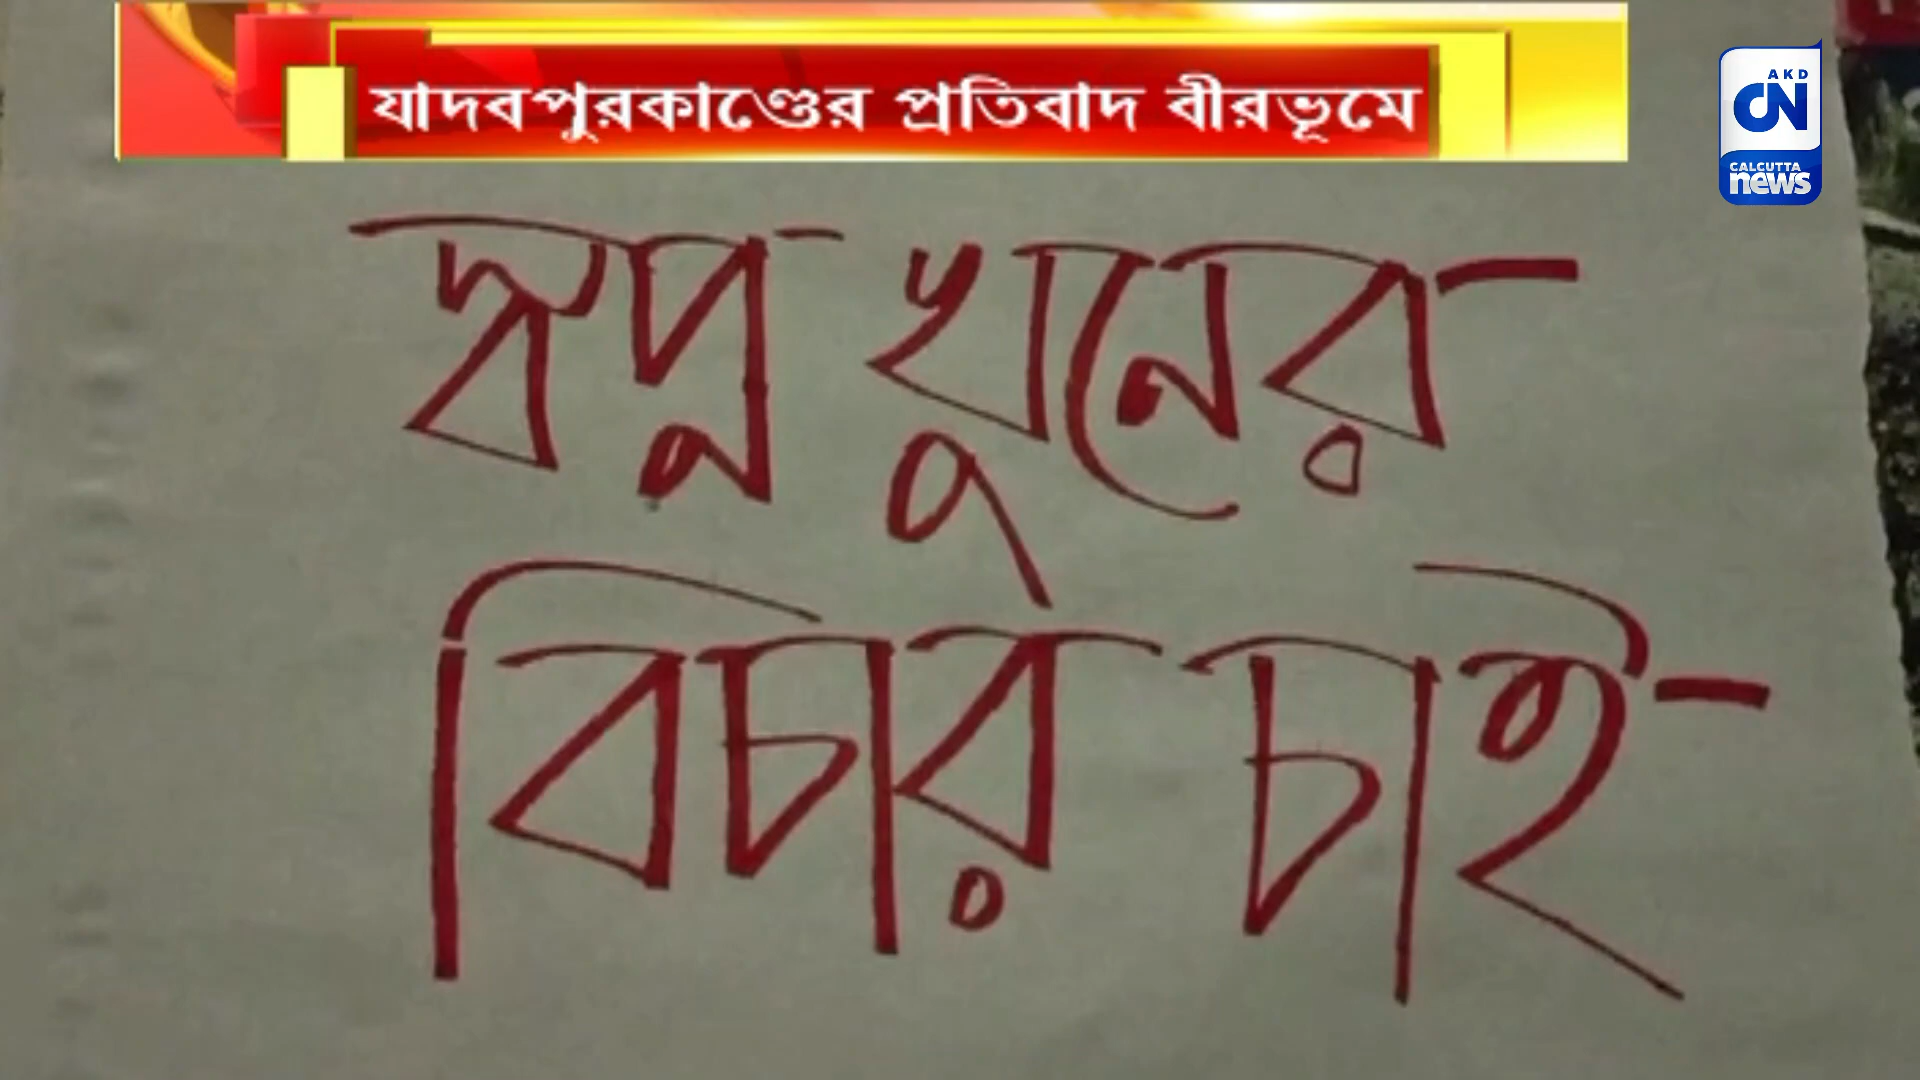 যাদবপুরকাণ্ডের প্রতিবাদ বীরভূমে
AKD
CN
CALCUTTA
news
স্বপ্ন খুনের
বিচার চাই